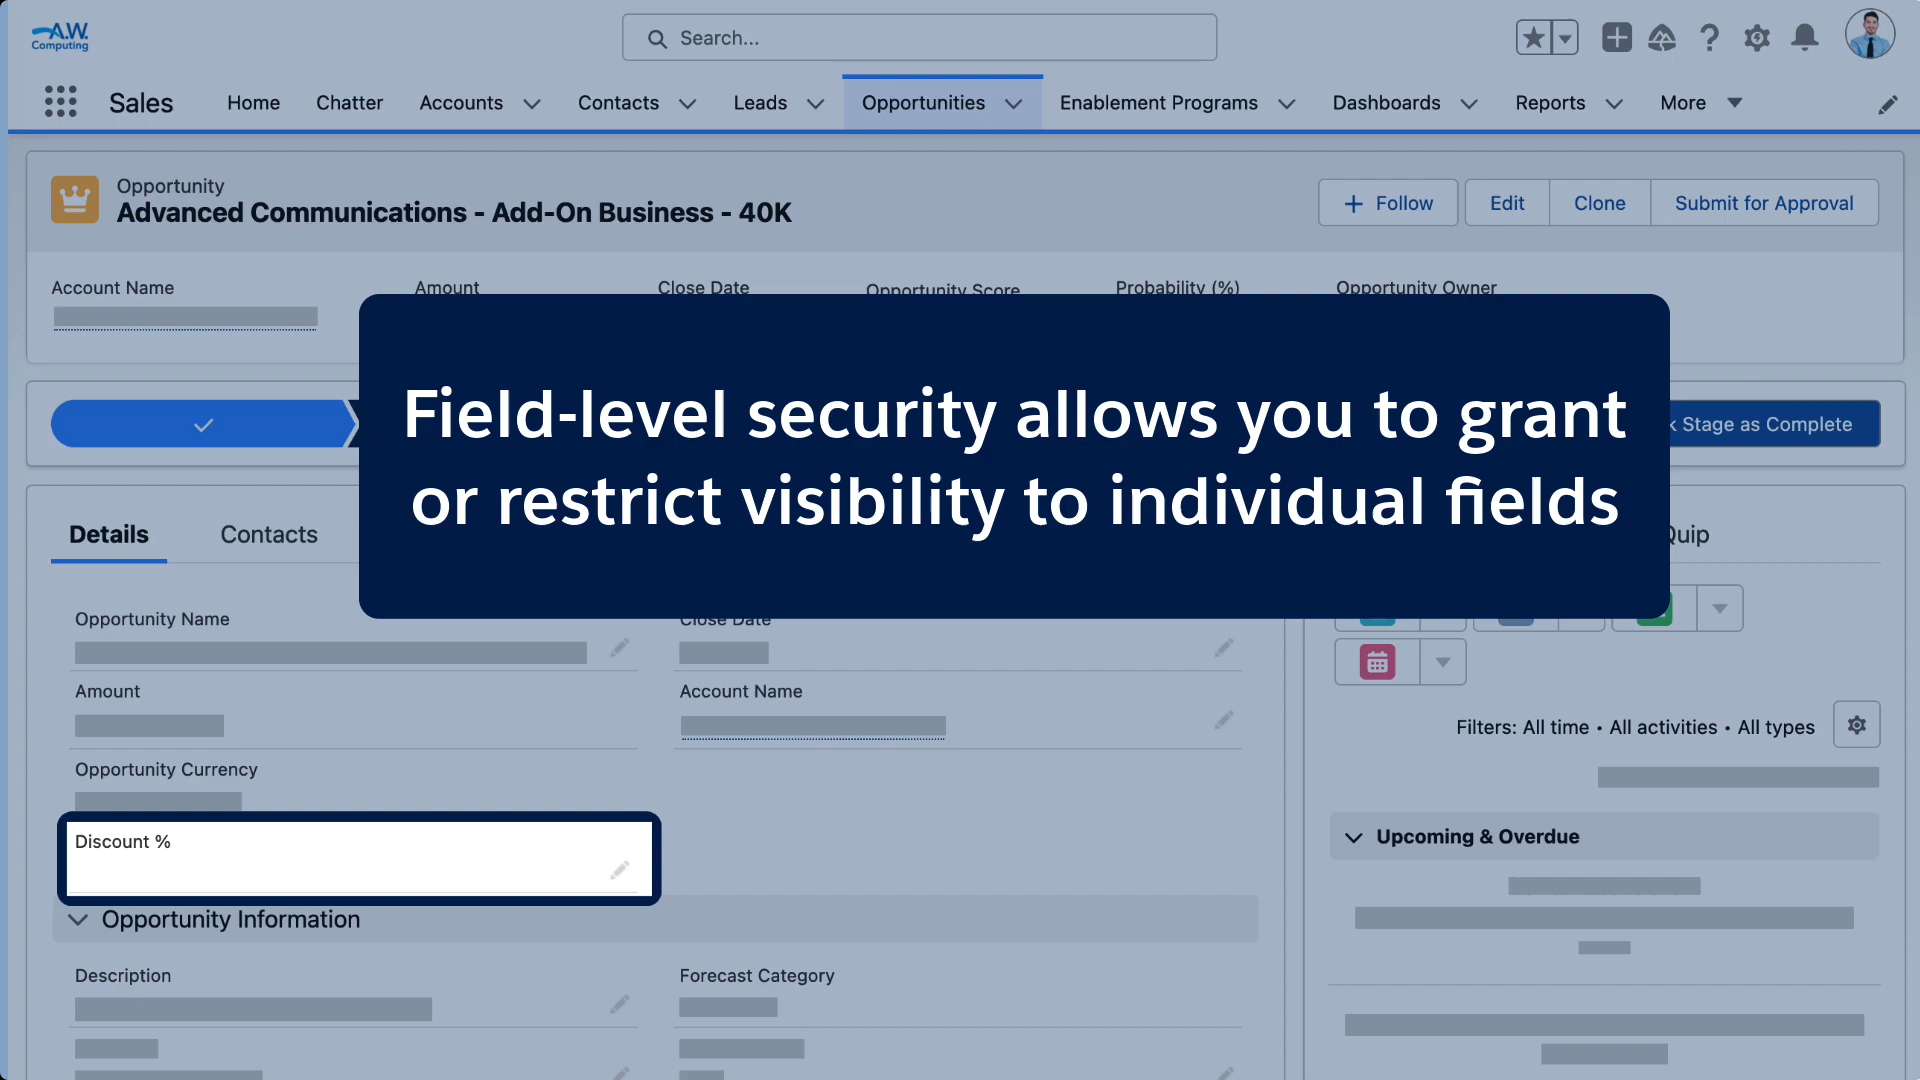 A.W.
Computing
Search...
Sales
Home
Chatter
Accounts
Contacts
Leads
Opportunities
Enablement Programs
Dashboards
Reports
More
Opportunity
Advanced Communications - Add-On Business - 40K
Follow
Edit
Clone
Submit for Approval
Account Name
Amount
Close Date
Opportunity Score
Probability (%)
Opportunity Owner
Field-level security allows you to grant
or restrict visibility to individual fields
Stage as Complete
Details
Contacts
Quip
Opportunity Name
Close Date
Amount
Account Name
Filters: All time • All activities • All types
Opportunity Currency
Upcoming & Overdue
Discount %
Opportunity Information
Description
Forecast Category